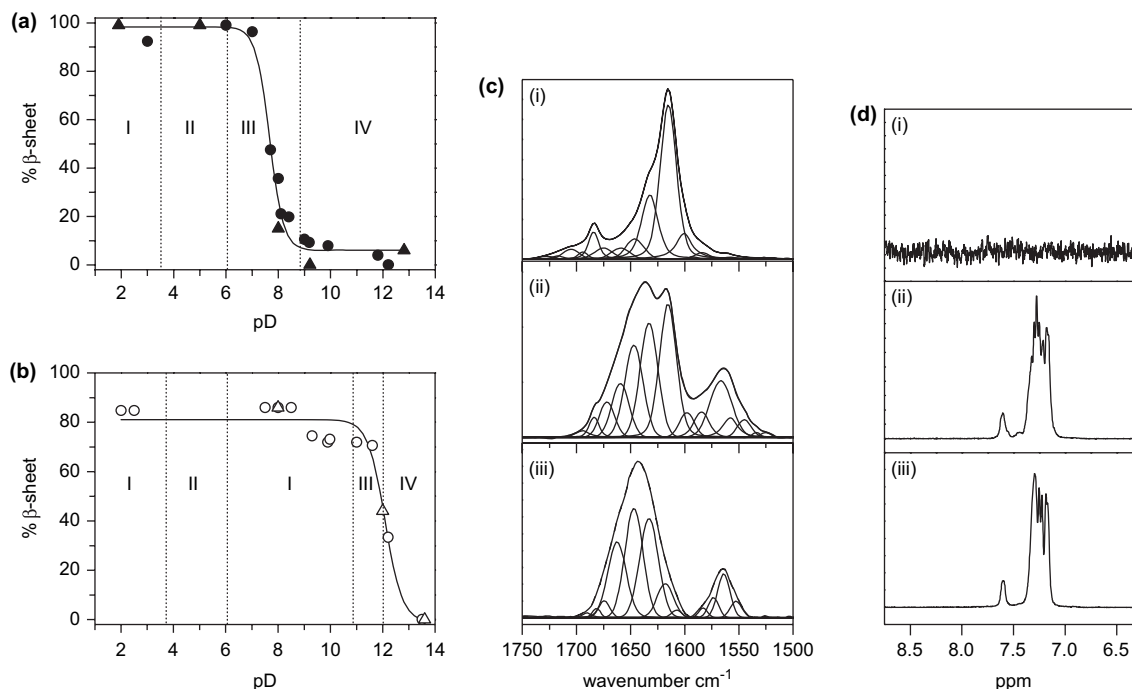 (a)
100
80
60
40
20
0
% β-sheet
I II III IV
2 4 6 8 10 12 14
pD
(b)
100
80
60
40
20
0
% β-sheet
I II I III IV
2 4 6 8 10 12 14
pD
(c)
(i)
(ii)
(iii)
1750 1700 1650 1600 1550 1500
wavenumber cm⁻¹
(d)
(i)
(ii)
(iii)
8.5 8.0 7.5 7.0 6.5
ppm